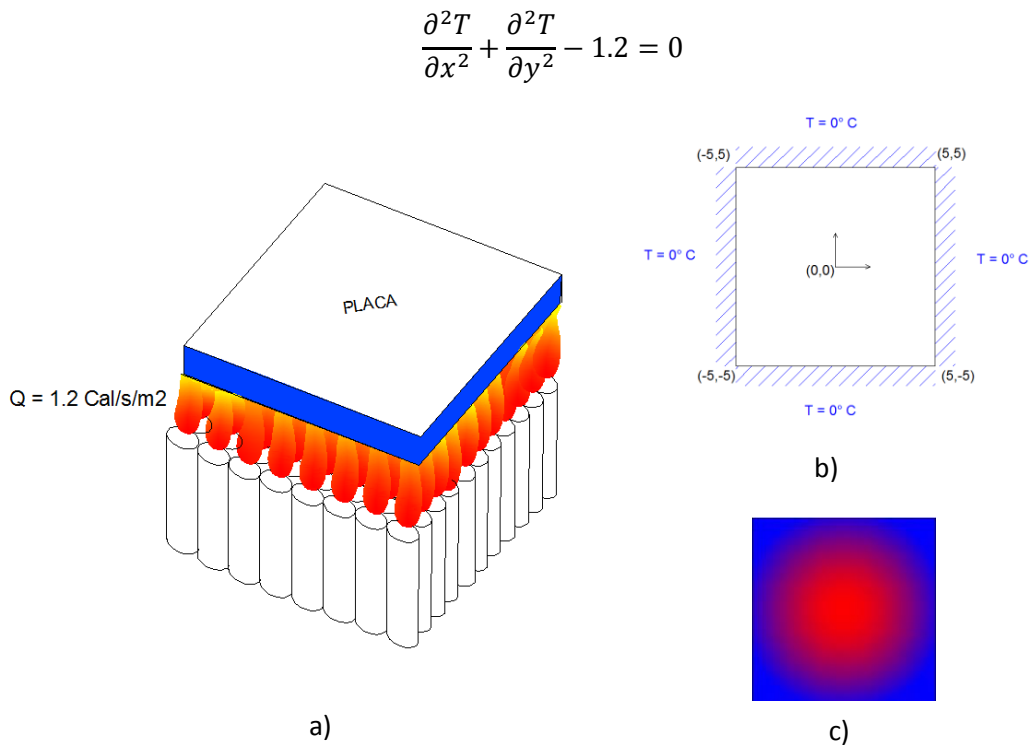 ∂²T/∂x² + ∂²T/∂y² − 1.2 = 0
T = 0° C
(-5,5) (5,5)
PLACA
T = 0° C (0,0) T = 0° C
Q = 1.2 Cal/s/m2
(-5,-5) (5,-5)
T = 0° C
b)
a)
c)